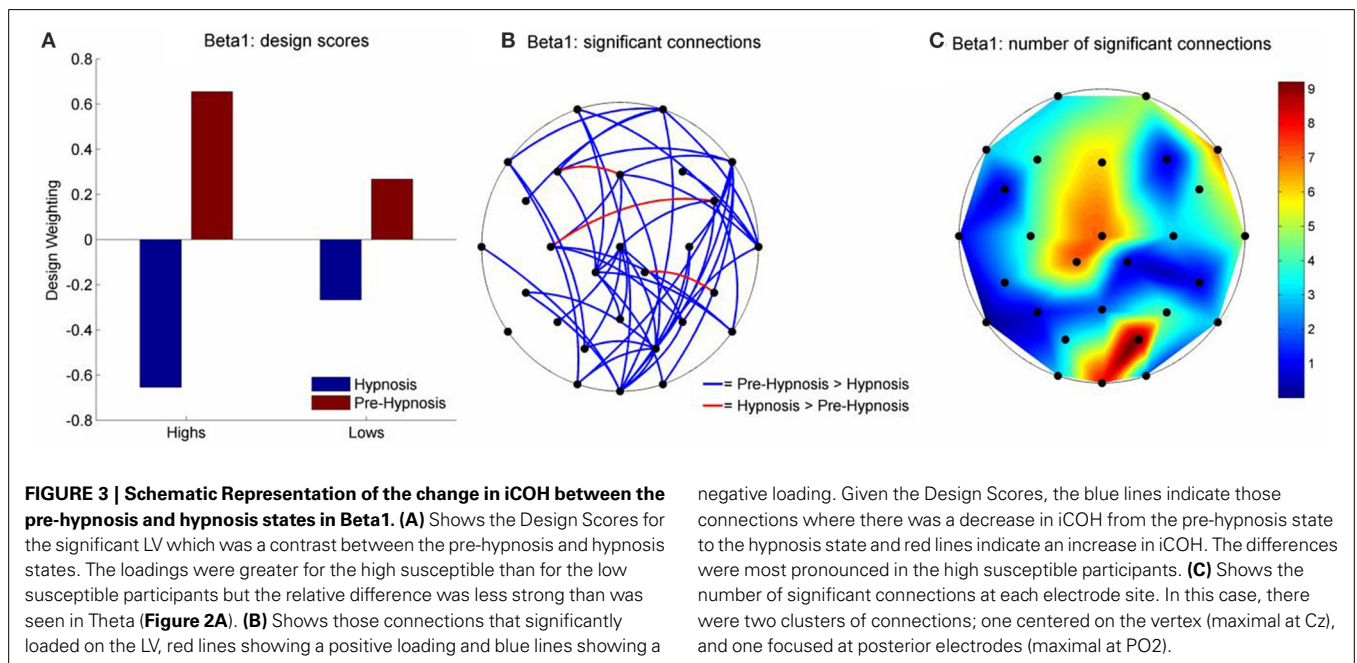 A
Beta1: design scores
0.8
0.6
0.4
0.2
0
-0.2
-0.4
-0.6
-0.8
Design Weighting
Highs
Lows
Hypnosis
Pre-Hypnosis
B
Beta1: significant connections
= Pre-Hypnosis > Hypnosis
= Hypnosis > Pre-Hypnosis
C
Beta1: number of significant connections
9
8
7
6
5
4
3
2
1
FIGURE 3 | Schematic Representation of the change in iCOH between the
pre-hypnosis and hypnosis states in Beta1. (A) Shows the Design Scores for
the significant LV which was a contrast between the pre-hypnosis and hypnosis
states. The loadings were greater for the high susceptible than for the low
susceptible participants but the relative difference was less strong than was
seen in Theta (Figure 2A). (B) Shows those connections that significantly
loaded on the LV, red lines showing a positive loading and blue lines showing a
negative loading. Given the Design Scores, the blue lines indicate those
connections where there was a decrease in iCOH from the pre-hypnosis state
to the hypnosis state and red lines indicate an increase in iCOH. The differences
were most pronounced in the high susceptible participants. (C) Shows the
number of significant connections at each electrode site. In this case, there
were two clusters of connections; one centered on the vertex (maximal at Cz),
and one focused at posterior electrodes (maximal at PO2).